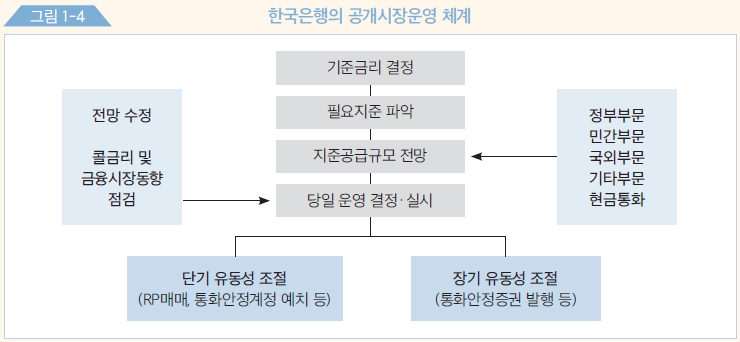 그림 1-4
한국은행의 공개시장운영 체계
기준금리 결정
필요지준 파악
지준공급규모 전망
당일 운영 결정·실시
전망 수정
콜금리 및
금융시장동향
점검
정부부문
민간부문
국외부문
기타부문
현금통화
단기 유동성 조절
(RP매매, 통화안정계정 예치 등)
장기 유동성 조절
(통화안정증권 발행 등)